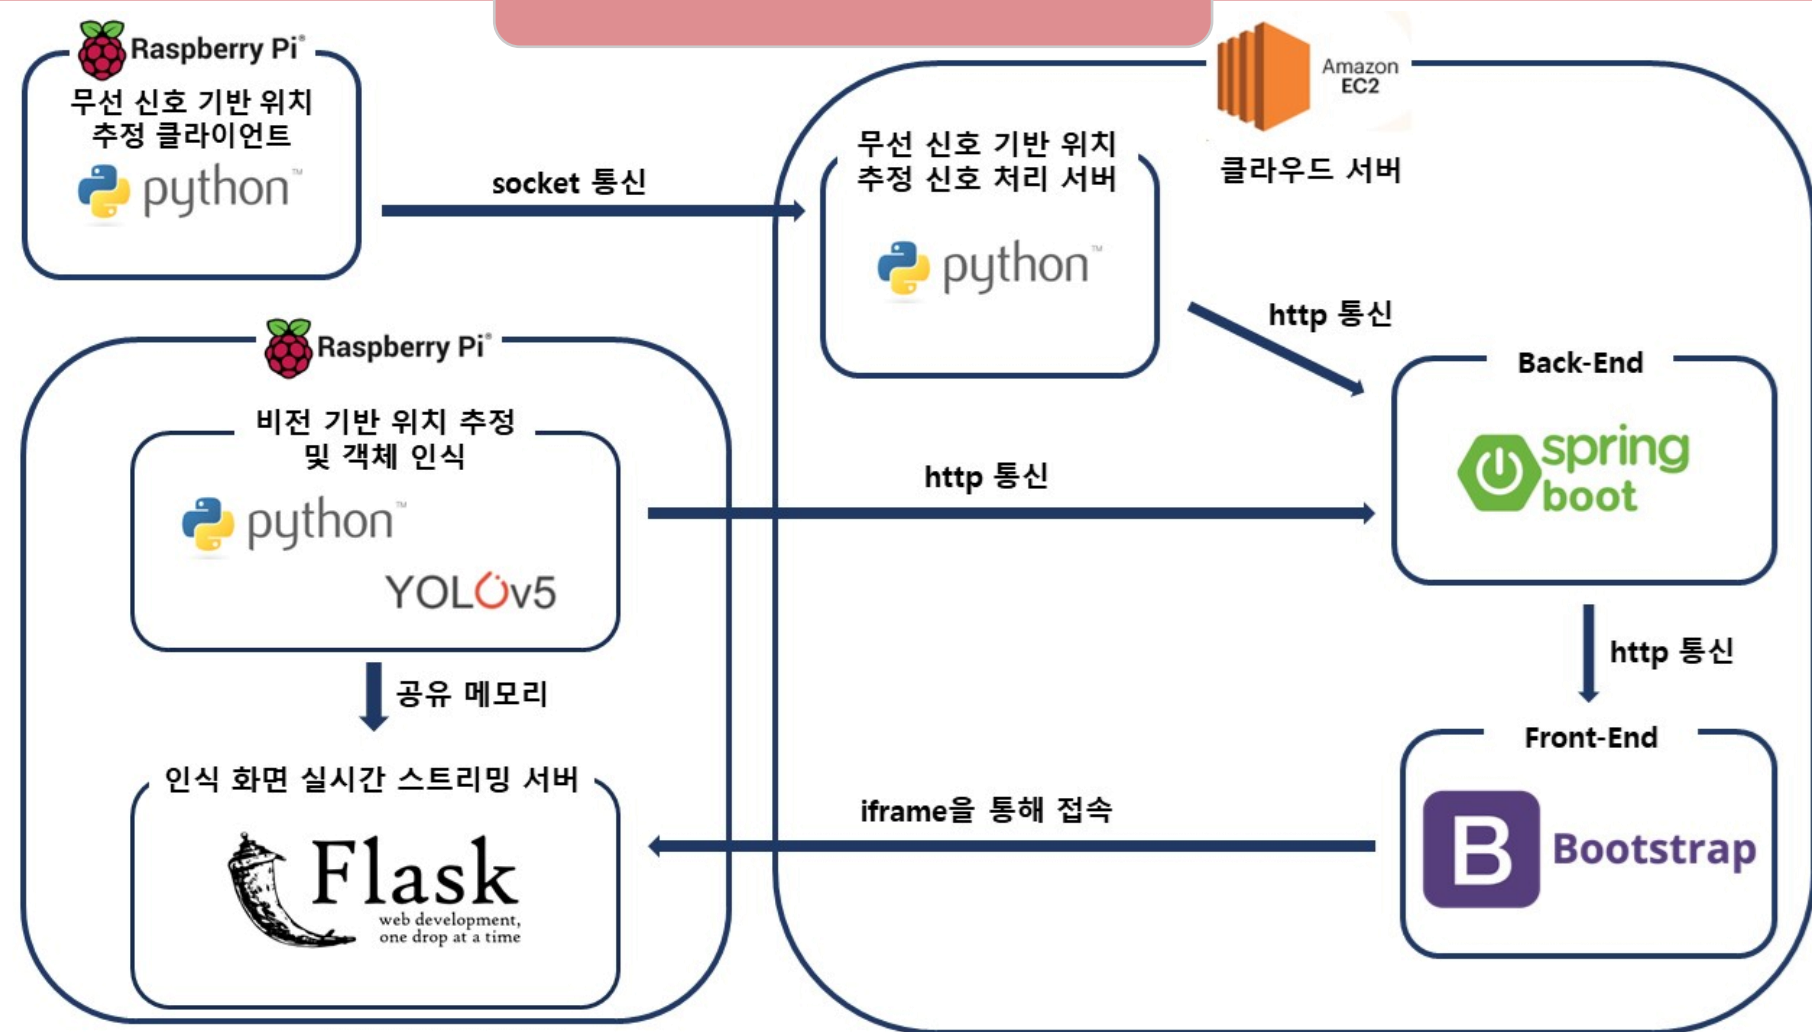 Raspberry Pi®
무선 신호 기반 위치
추정 클라이언트
python™
socket 통신
Amazon
EC2
클라우드 서버
무선 신호 기반 위치
추정 신호 처리 서버
python™
http 통신
Raspberry Pi®
비전 기반 위치 추정
및 객체 인식
python™
YOLOv5
http 통신
Back-End
spring
boot
공유 메모리
http 통신
인식 화면 실시간 스트리밍 서버
Flask
web development,
one drop at a time
iframe을 통해 접속
Front-End
B Bootstrap